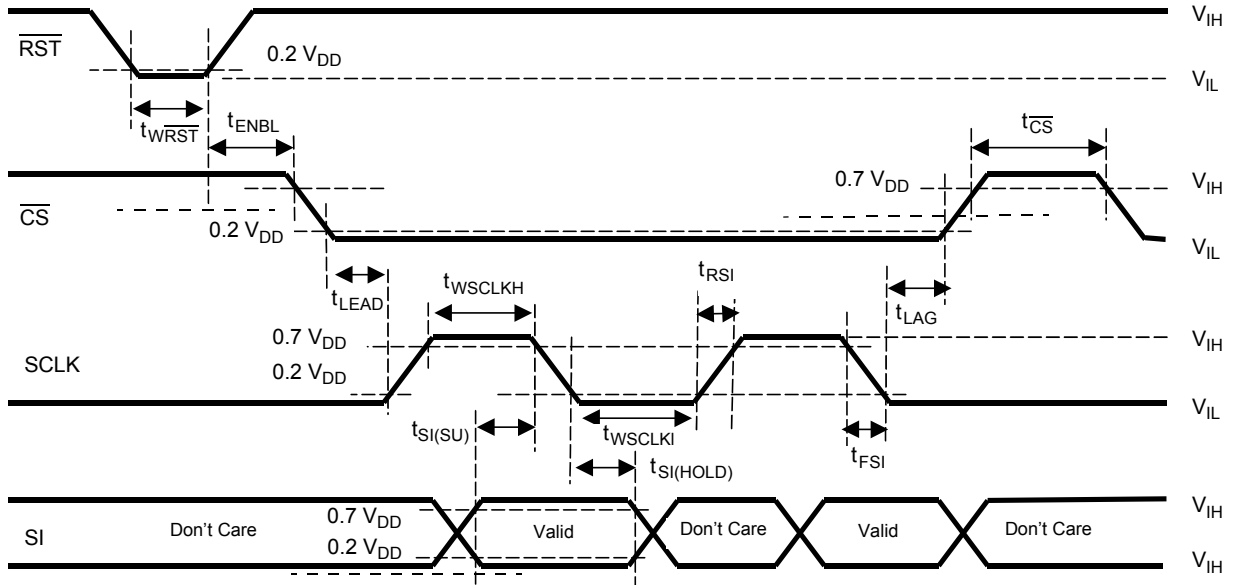 V_IH
RST
0.2 V_DD
V_IL
t_WRST
t_ENBL
t_CS
0.7 V_DD
V_IH
CS
0.2 V_DD
V_IL
t_LEAD
t_WSCLKH
t_RSI
t_LAG
0.7 V_DD
V_IH
SCLK
0.2 V_DD
V_IL
t_SI(SU)
t_WSCLKl
t_FSI
t_SI(HOLD)
V_IH
Don't Care
0.7 V_DD
Valid
Don't Care
Valid
Don't Care
SI
0.2 V_DD
V_IH